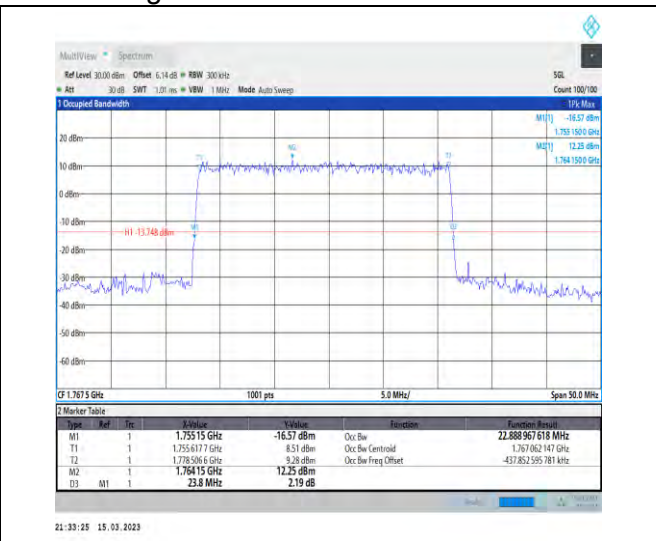 MultiView Spectrum
Ref Level 30.00 dBm Offset 6.14 dB RBW 300 kHz SGL
Att 30 dB SWT 1.01 ms VBW 1 MHz Mode Auto Sweep Count 100/100
1 Occupied Bandwidth 1Pk Max
M1[1] -16.57 dBm
1.755 1500 GHz
M2[1] 12.25 dBm
1.764 1500 GHz
20 dBm
M2
T1 T2
10 dBm
0 dBm
-10 dBm
M1
H1 -13.748 dBm
-20 dBm
-30 dBm
-40 dBm
-50 dBm
-60 dBm
CF 1.767 5 GHz 1001 pts 5.0 MHz/ Span 50.0 MHz
2 Marker Table
Type Ref Trc X-Value Y-Value Function Function Result
M1 1 1.755 15 GHz -16.57 dBm Occ Bw 22.888 967 618 MHz
T1 1 1.755 617 7 GHz 8.51 dBm Occ Bw Centroid 1.767 062 147 GHz
T2 1 1.778 506 6 GHz 9.28 dBm Occ Bw Freq Offset -437.852 595 781 kHz
M2 1 1.764 15 GHz 12.25 dBm
D3 M1 1 23.8 MHz 2.19 dB
21:33:25 15.03.2023